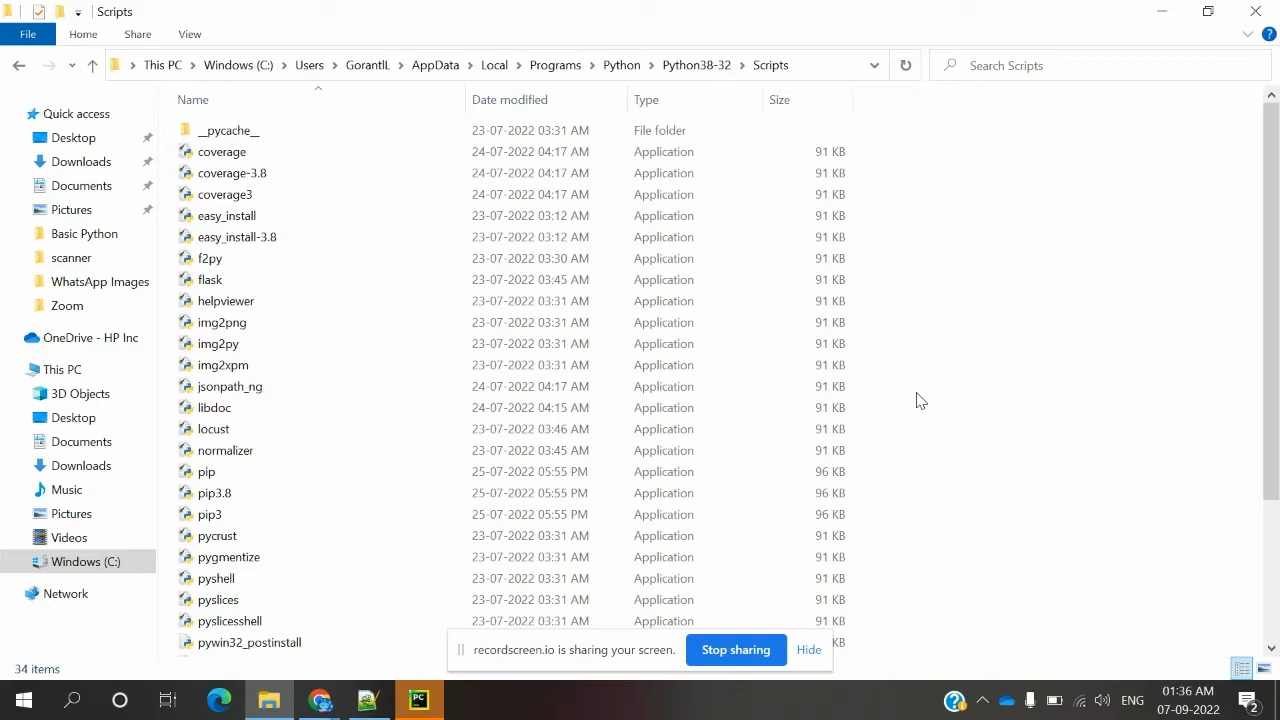 Scripts
File Home Share View
This PC > Windows (C:) > Users > GorantlL > AppData > Local > Programs > Python > Python38-32 > Scripts
Search Scripts
Name Date modified Type Size
Quick access
Desktop
Downloads
Documents
Pictures
Basic Python
scanner
WhatsApp Images
Zoom
OneDrive - HP Inc
This PC
3D Objects
Desktop
Documents
Downloads
Music
Pictures
Videos
Windows (C:)
Network
__pycache__ 23-07-2022 03:31 AM File folder
coverage 24-07-2022 04:17 AM Application 91 KB
coverage-3.8 24-07-2022 04:17 AM Application 91 KB
coverage3 24-07-2022 04:17 AM Application 91 KB
easy_install 23-07-2022 03:12 AM Application 91 KB
easy_install-3.8 23-07-2022 03:12 AM Application 91 KB
f2py 23-07-2022 03:30 AM Application 91 KB
flask 23-07-2022 03:45 AM Application 91 KB
helpviewer 23-07-2022 03:31 AM Application 91 KB
img2png 23-07-2022 03:31 AM Application 91 KB
img2py 23-07-2022 03:31 AM Application 91 KB
img2xpm 23-07-2022 03:31 AM Application 91 KB
jsonpath_ng 24-07-2022 04:17 AM Application 91 KB
libdoc 24-07-2022 04:15 AM Application 91 KB
locust 23-07-2022 03:46 AM Application 91 KB
normalizer 23-07-2022 03:45 AM Application 91 KB
pip 25-07-2022 05:55 PM Application 96 KB
pip3.8 25-07-2022 05:55 PM Application 96 KB
pip3 25-07-2022 05:55 PM Application 96 KB
pycrust 23-07-2022 03:31 AM Application 91 KB
pygmentize 23-07-2022 03:31 AM Application 91 KB
pyshell 23-07-2022 03:31 AM Application 91 KB
pyslices 23-07-2022 03:31 AM Application 91 KB
pyslicesshell 23-07-2022 03:31 AM Application 91 KB
pywin32_postinstall KB
recordscreen.io is sharing your screen. Stop sharing Hide
34 items
PC
ENG
01:36 AM
07-09-2022
2